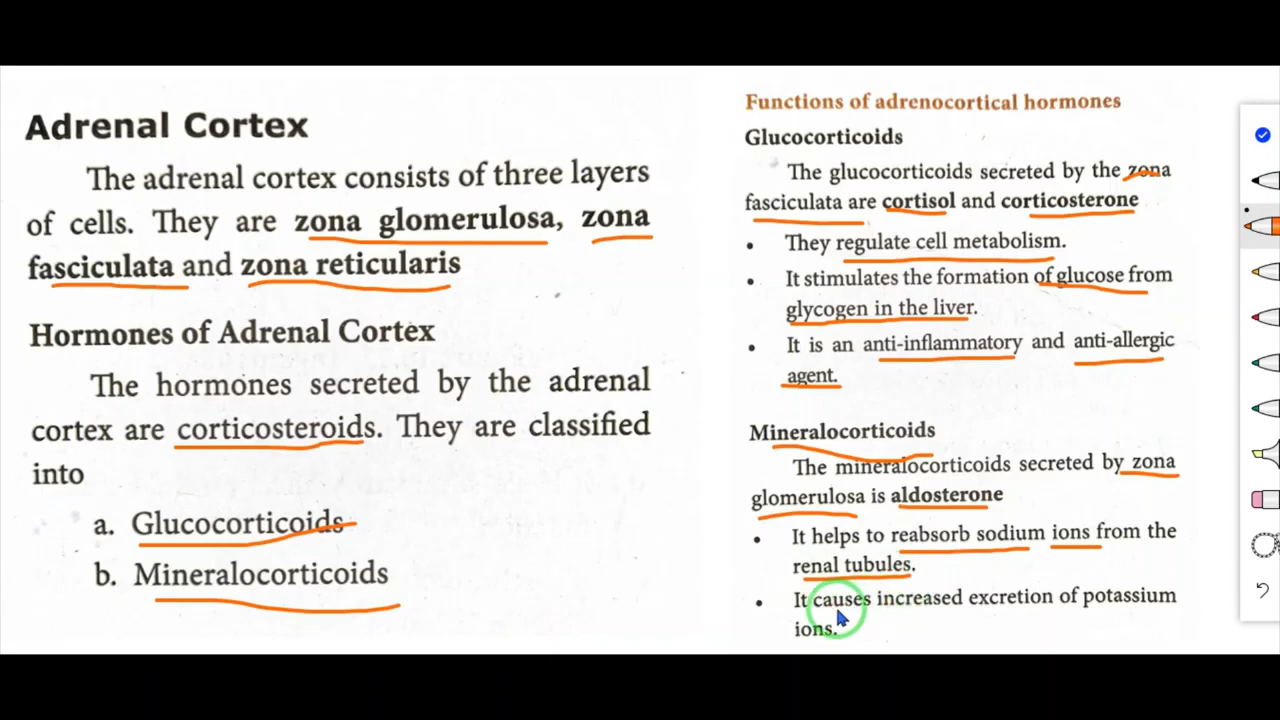 Adrenal Cortex
The adrenal cortex consists of three layers
of cells. They are zona glomerulosa, zona
fasciculata and zona reticularis
Hormones of Adrenal Cortex
The hormones secreted by the adrenal
cortex are corticosteroids. They are classified
into
a. Glucocorticoids
b. Mineralocorticoids
Functions of adrenocortical hormones
Glucocorticoids
The glucocorticoids secreted by the zona
fasciculata are cortisol and corticosterone
• They regulate cell metabolism.
• It stimulates the formation of glucose from
glycogen in the liver.
• It is an anti-inflammatory and anti-allergic
agent.
Mineralocorticoids
The mineralocorticoids secreted by zona
glomerulosa is aldosterone
• It helps to reabsorb sodium ions from the
renal tubules.
• It causes increased excretion of potassium
ions.